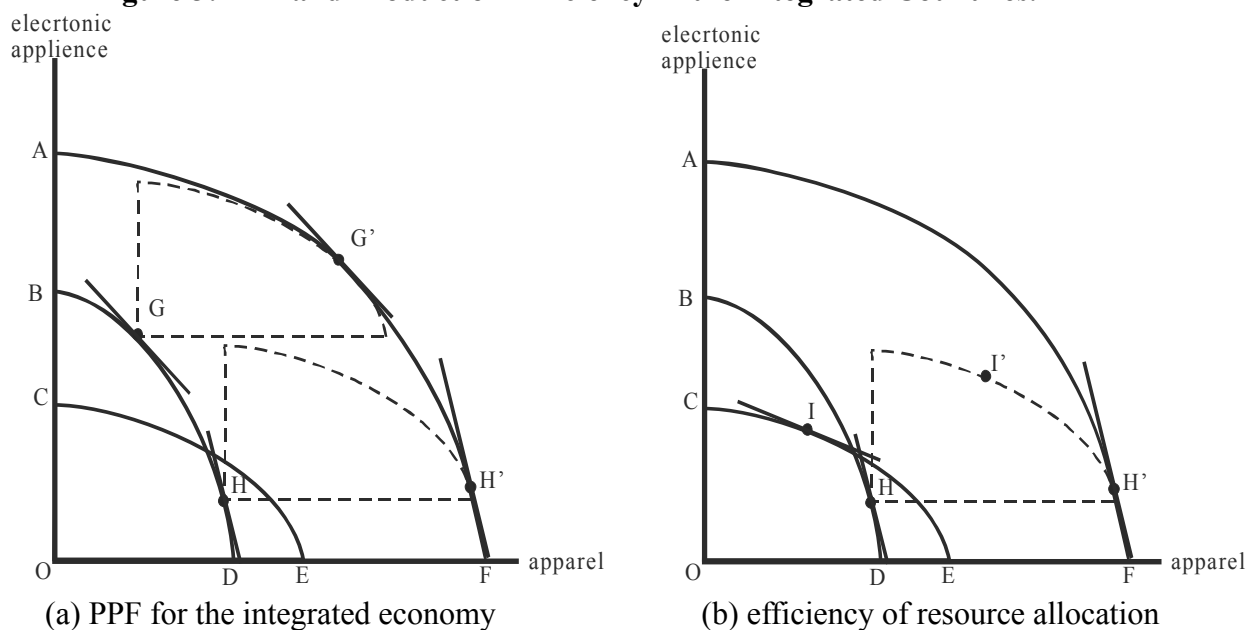 elecrtonic
applience
A
G'
B
G
C
H
H'
O
D
E
F
apparel
(a) PPF for the integrated economy
elecrtonic
applience
A
B
I'
C
I
H
H'
O
D
E
F
apparel
(b) efficiency of resource allocation